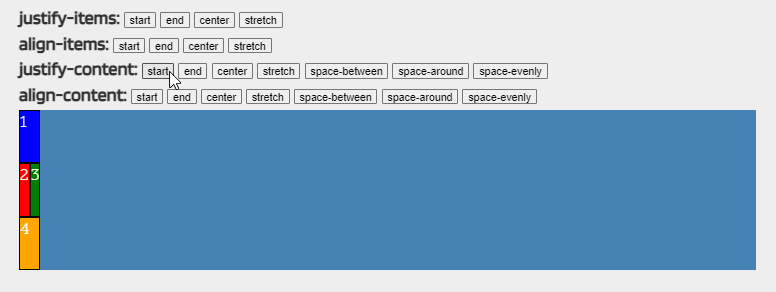 justify-items: start end center stretch
align-items: start end center stretch
justify-content: start end center stretch space-between space-around space-evenly
align-content: start end center stretch space-between space-around space-evenly
1
2 3
4